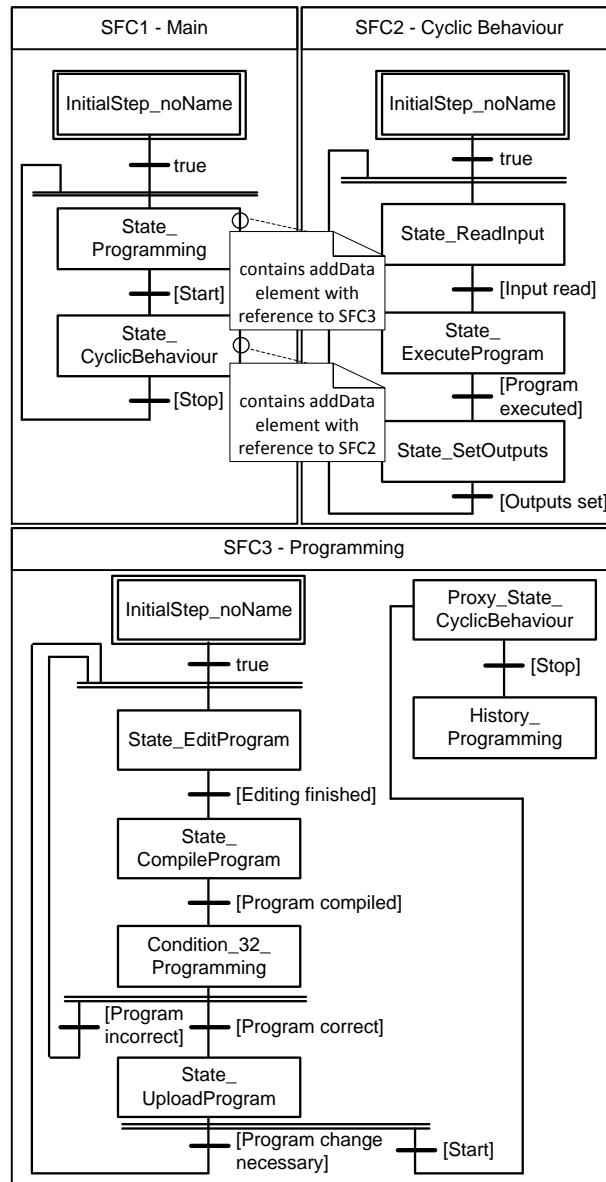 SFC1 - Main
InitialStep_noName
true
State_
Programming
[Start]
State_
CyclicBehaviour
[Stop]
contains addData
element with
reference to SFC3
contains addData
element with
reference to SFC2
SFC2 - Cyclic Behaviour
InitialStep_noName
true
State_ReadInput
[Input read]
State_
ExecuteProgram
[Program
executed]
State_SetOutputs
[Outputs set]
SFC3 - Programming
InitialStep_noName
true
State_EditProgram
[Editing finished]
State_
CompileProgram
[Program compiled]
Condition_32_
Programming
[Program
incorrect]
[Program correct]
State_
UploadProgram
[Program change
necessary]
[Start]
Proxy_State_
CyclicBehaviour
[Stop]
History_
Programming